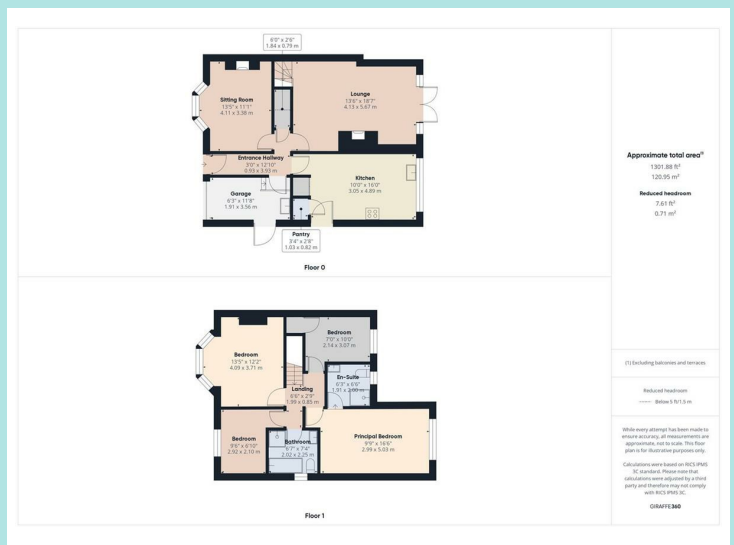 6'0" x 2'6"
1.84 x 0.79 m
Sitting Room
13'5" x 11'1"
4.11 x 3.38 m
Lounge
13'6" x 18'7"
4.13 x 5.67 m
Entrance Hallway
3'0" x 12'10"
0.93 x 3.93 m
Kitchen
10'0" x 16'0"
3.05 x 4.89 m
Garage
6'3" x 11'8"
1.91 x 3.56 m
Pantry
3'4" x 2'8"
1.03 x 0.82 m
Floor 0
Bedroom
13'5" x 12'2"
4.09 x 3.71 m
Bedroom
7'0" x 10'0"
2.14 x 3.07 m
En-Suite
6'3" x 6'6"
1.91 x 2.00 m
Landing
6'6" x 2'9"
1.99 x 0.85 m
Bedroom
9'6" x 6'10"
2.92 x 2.10 m
Bathroom
6'7" x 7'4"
2.02 x 2.25 m
Principal Bedroom
9'9" x 16'6"
2.99 x 5.03 m
Floor 1
Approximate total area⁽¹⁾
1301.88 ft²
120.95 m²
Reduced headroom
7.61 ft²
0.71 m²
(1) Excluding balconies and terraces
Reduced headroom
Below 5 ft/1.5 m
While every attempt has been made to
ensure accuracy, all measurements are
approximate, not to scale. This floor
plan is for illustrative purposes only.
Calculations were based on RICS IPMS
3C standard. Please note that
calculations were adjusted by a third
party and therefore may not comply
with RICS IPMS 3C.
GIRAFFE360